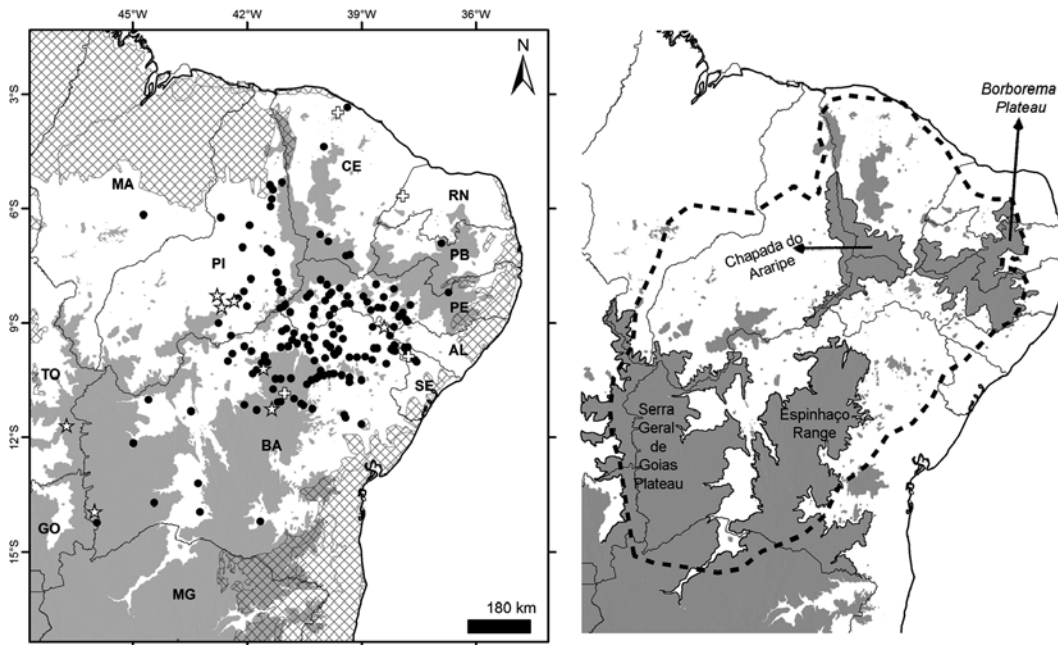 45°W 42°W 39°W 36°W
N
3°S
CE
MA
RN
6°S
PI
PB
PE
9°S
AL
TO
SE
12°S
BA
GO
15°S
MG
180 km
Borborema
Plateau
Chapada do
Araripe
Serra
Geral
de
Goias
Plateau
Espinhaço
Range